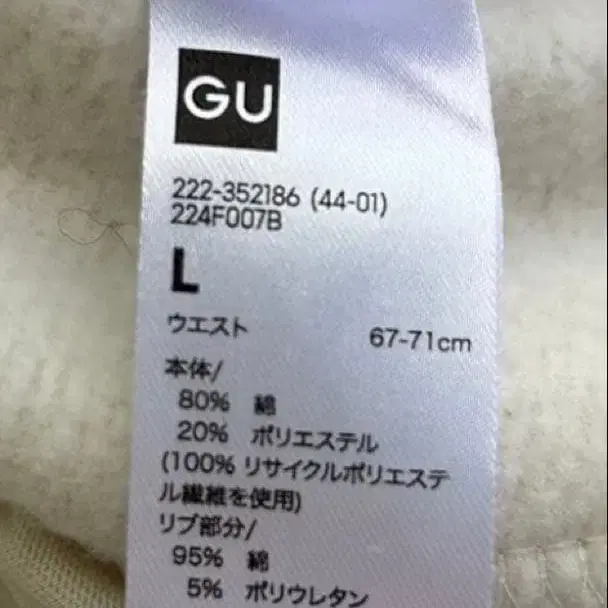 GU
222-352186 (44-01)
224F007B
L
ウエスト 67-71cm
本体/
80% 綿
20% ポリエステル
(100% リサイクルポリエステ
ル繊維を使用)
リブ部分/
95% 綿
5% ポリウレタン